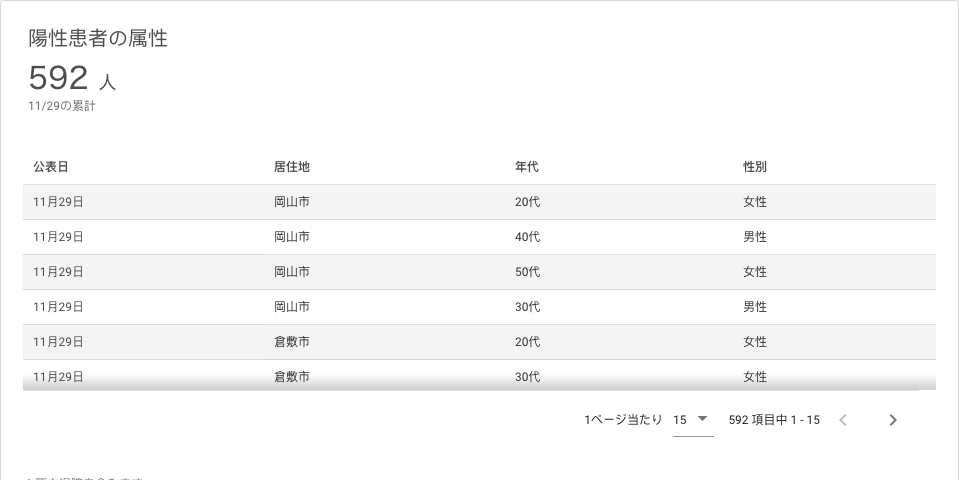 陽性患者の属性
592 人
11/29の累計
公表日 居住地 年代 性別
11月29日 岡山市 20代 女性
11月29日 岡山市 40代 男性
11月29日 岡山市 50代 女性
11月29日 岡山市 30代 男性
11月29日 倉敷市 20代 女性
11月29日 倉敷市 30代 女性
1ページ当たり 15 592 項目中 1 - 15